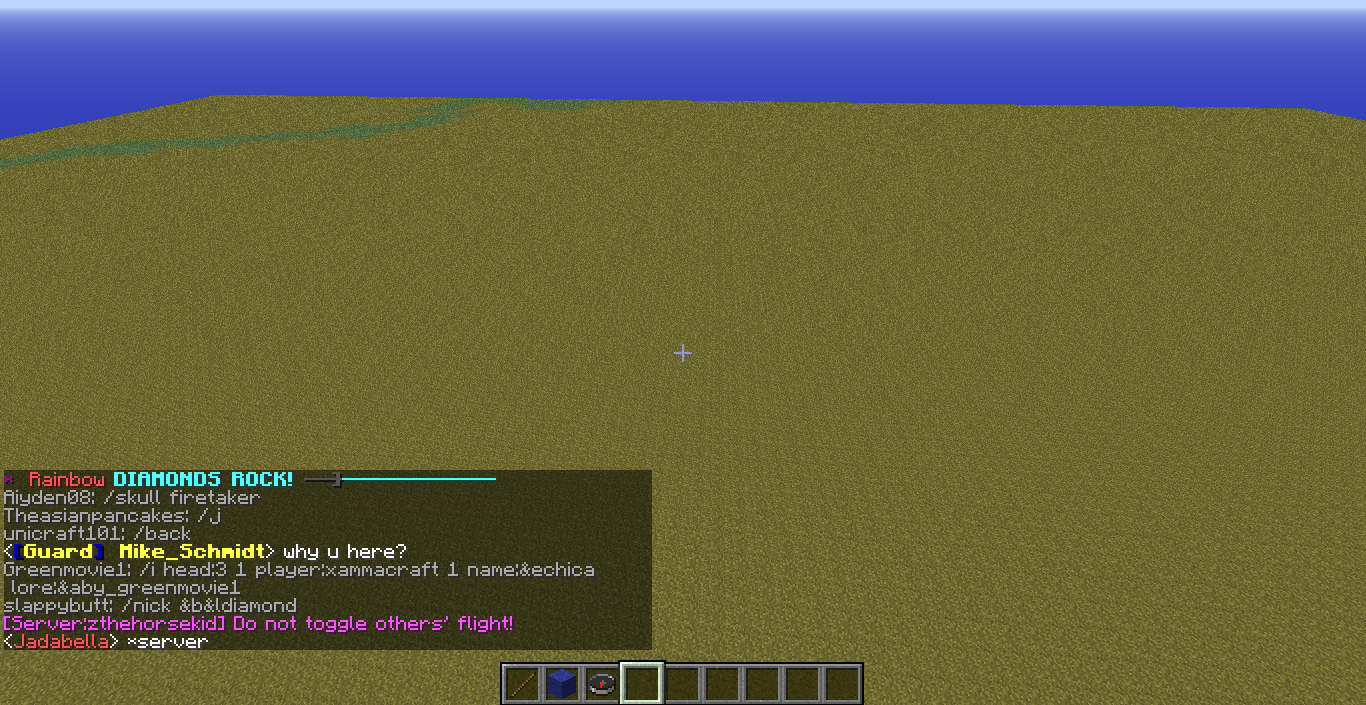 * Rainbow DIAMONDS ROCK!
Aiyden08: /skull firetaker
Theasianpancakes: /j
unicraft101: /back
<[Guard] Mike_Schmidt> why u here?
Greenmovie1: /i head:3 1 player:xammacraft 1 name:&echica
lore:&aby_greenmovie1
slappybutt: /nick &b&ldiamond
[Server:zthehorsekid] Do not toggle others' flight!
<Jadabella> *server